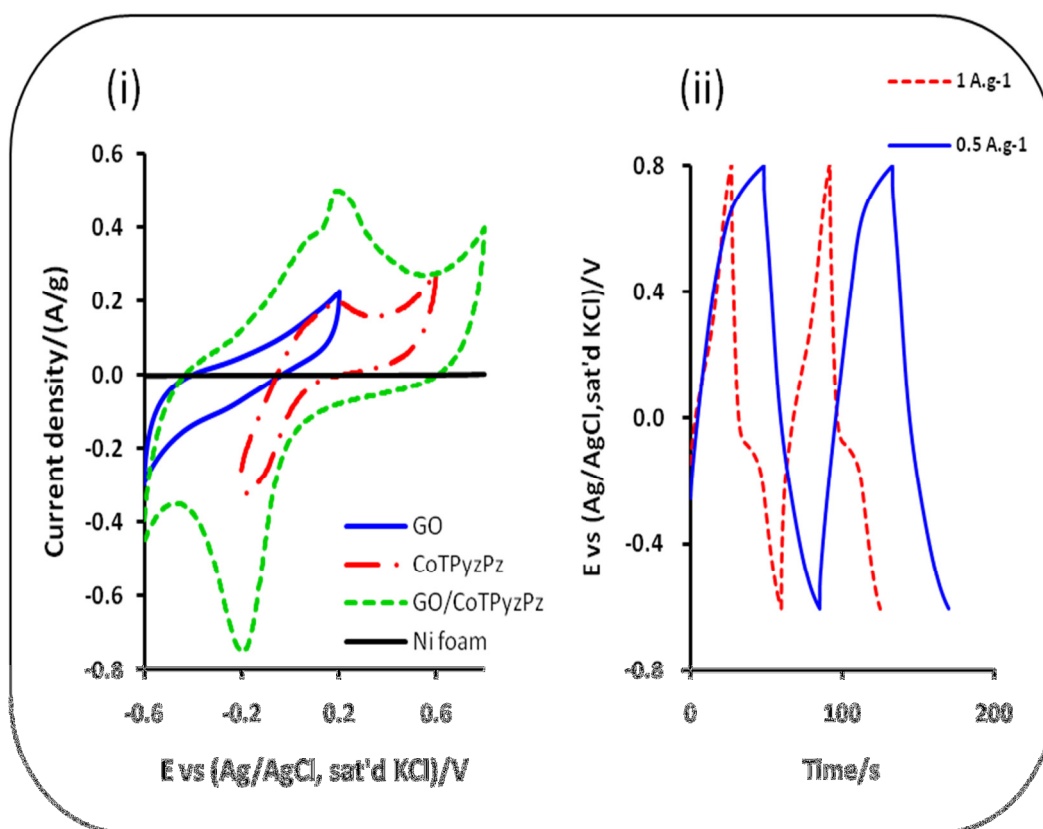 (i)
0.6
0.4
0.2
0.0
-0.2
-0.4
-0.6
-0.8
Current density/(A/g)
-0.6 -0.2 0.2 0.6
E vs (Ag/AgCl, sat'd KCl)/V
GO
CoTPyzPz
GO/CoTPyzPz
Ni foam
(ii)
1 A.g-1
0.5 A.g-1
0.8
0.4
0.0
-0.4
-0.8
E vs (Ag/AgCl,sat'd KCl)/V
0 100 200
Time/s